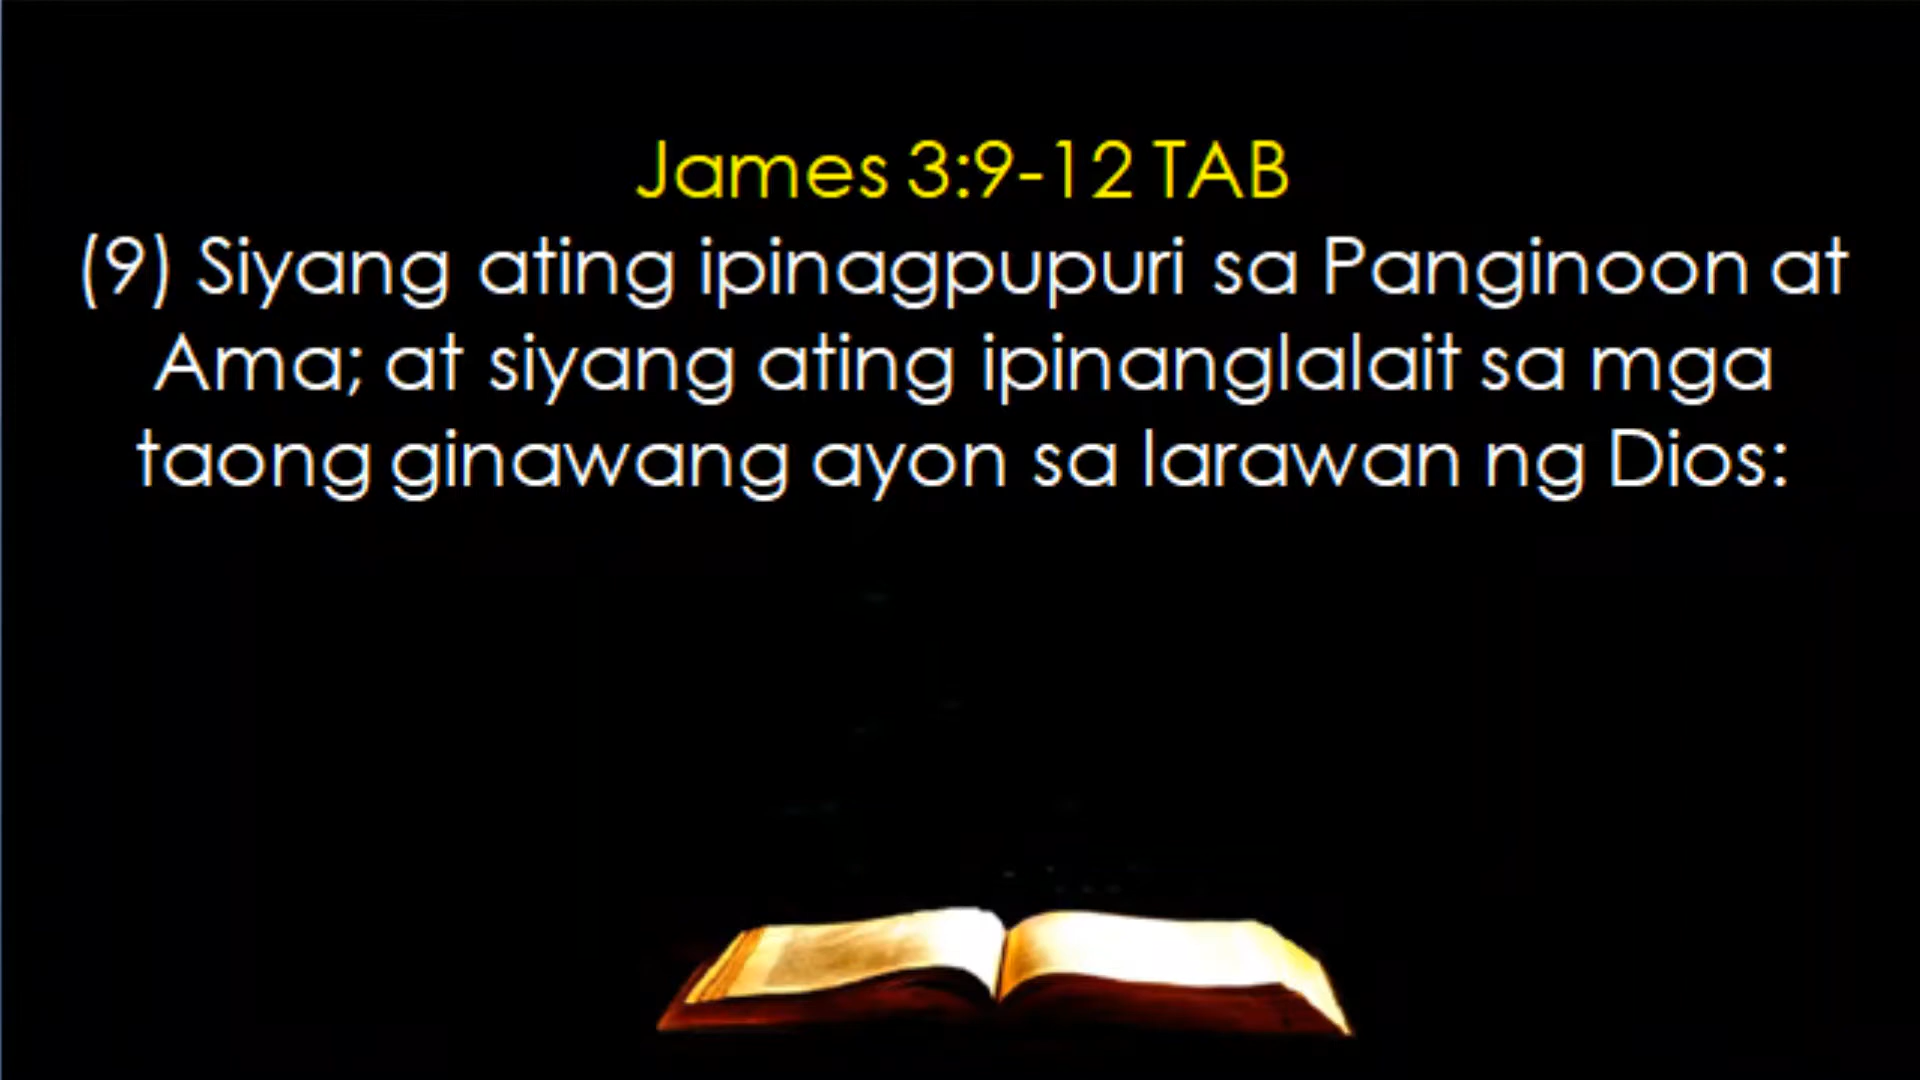 James 3:9-12 TAB
(9) Siyang ating ipinagpupuri sa Panginoon at
Ama; at siyang ating ipinanglalait sa mga
taong ginawang ayon sa larawan ng Dios: